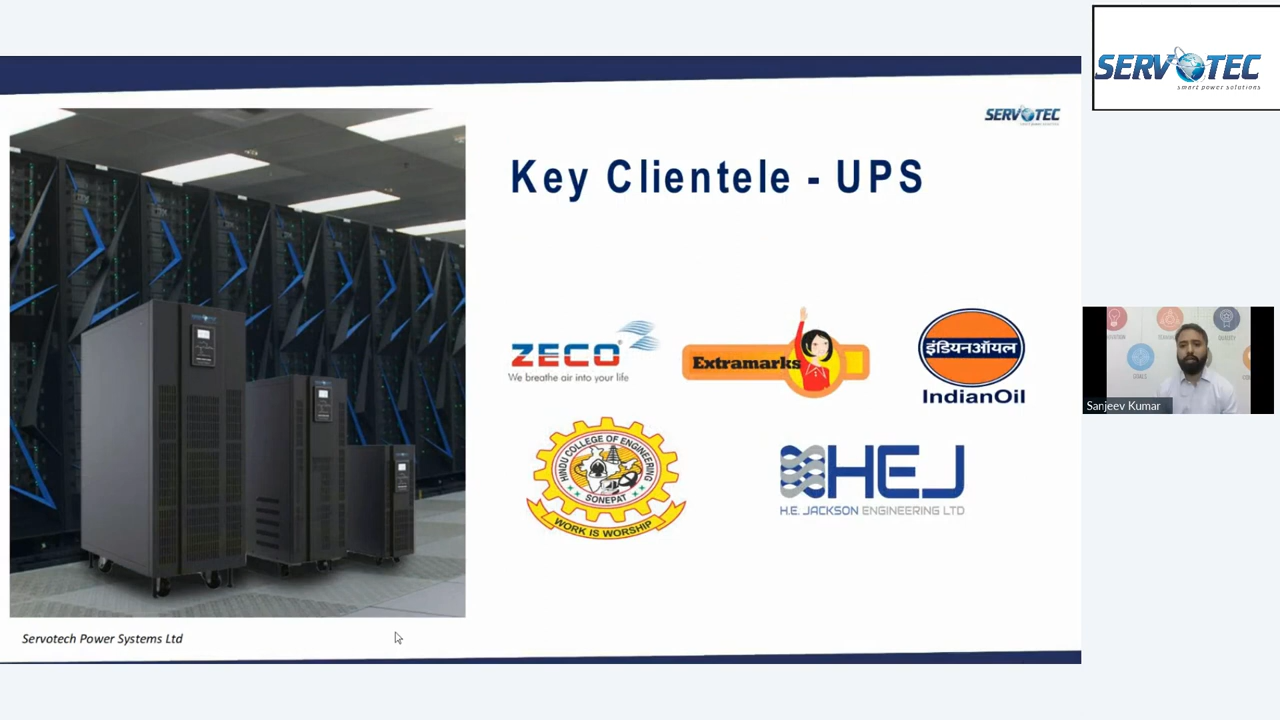 SERVOTEC
smart power solutions
SERVOTEC
Key Clientele - UPS
ZECO
We breathe air into your life
Extramarks
इंडियनऑयल
IndianOil
HINDU COLLEGE OF ENGINEERING
SONEPAT
WORK IS WORSHIP
HEJ
H.E. JACKSON ENGINEERING LTD
Sanjeev Kumar
Servotech Power Systems Ltd